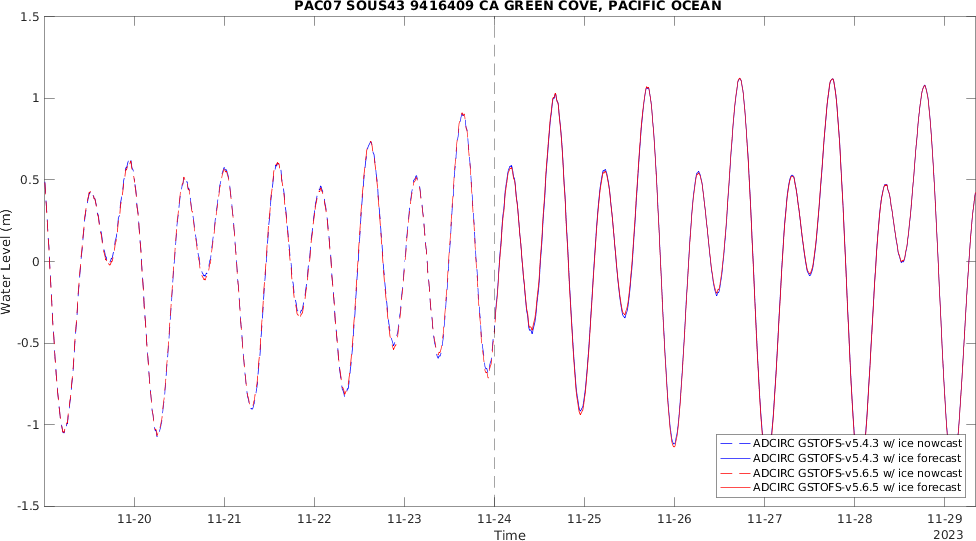 PAC07 SOUS43 9416409 CA GREEN COVE, PACIFIC OCEAN
1.5
1
0.5
0
-0.5
-1
-1.5
Water Level (m)
11-20 11-21 11-22 11-23 11-24 11-25 11-26 11-27 11-28 11-29
2023
Time
ADCIRC GSTOFS-v5.4.3 w/ ice nowcast
ADCIRC GSTOFS-v5.4.3 w/ ice forecast
ADCIRC GSTOFS-v5.6.5 w/ ice nowcast
ADCIRC GSTOFS-v5.6.5 w/ ice forecast